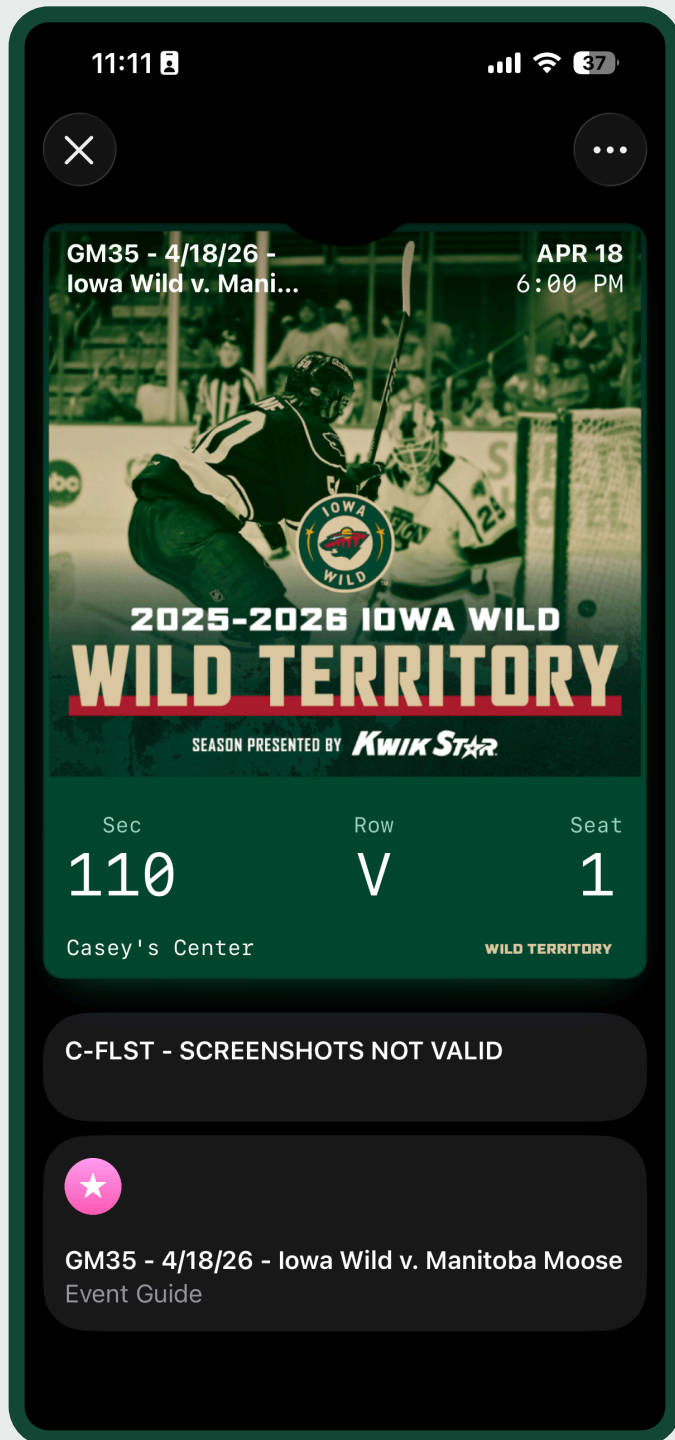 11:11
37
GM35 - 4/18/26 -
Iowa Wild v. Mani...
APR 18
6:00 PM
abc
IOWA
WILD
2025-2026 IOWA WILD
WILD TERRITORY
SEASON PRESENTED BY KWIK STAR
Sec
Row
Seat
110
V
1
Casey's Center
WILD TERRITORY
C-FLST - SCREENSHOTS NOT VALID
GM35 - 4/18/26 - Iowa Wild v. Manitoba Moose
Event Guide